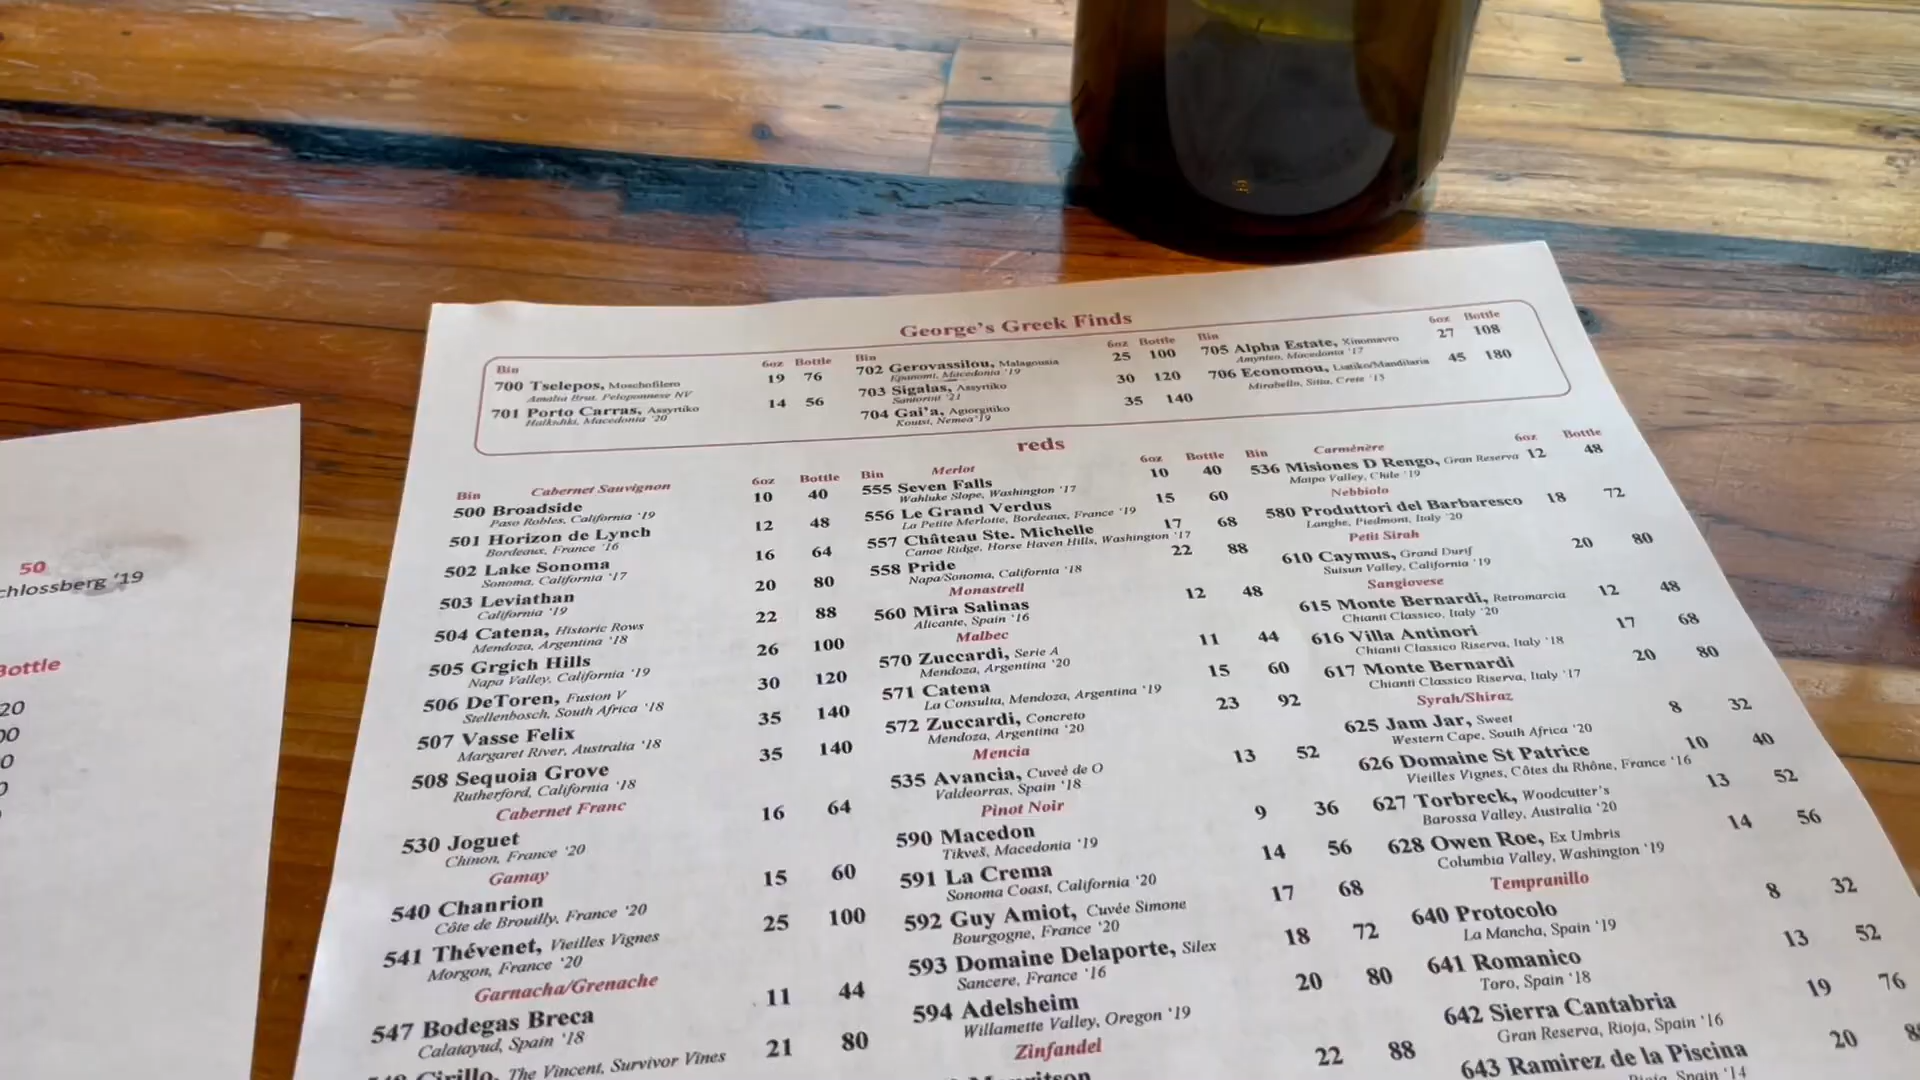 George's Greek Finds
Bin 6oz Bottle
700 Tselepos, Moschofilero 19 76
Amalia Brut, Peloponnese NV
701 Porto Carras, Assyrtiko 14 56
Halkidiki, Macedonia '20
Bin 6oz Bottle
702 Gerovassiliou, Malagousia 25 100
Epanomi, Macedonia '19
703 Sigalas, Assyrtiko 30 120
Santorini '21
704 Gai'a, Agiorgitiko 35 140
Koutsi, Nemea '19
Bin 6oz Bottle
705 Alpha Estate, Xinomavro 27 108
Amynteo, Macedonia '17
706 Economou, Liatiko/Mandilaria 45 180
Mirabello, Sitia, Crete '15
reds
Bin Cabernet Sauvignon 6oz Bottle
500 Broadside 10 40
Paso Robles, California '19
501 Horizon de Lynch 12 48
Bordeaux, France '16
502 Lake Sonoma 16 64
Sonoma, California '17
503 Leviathan 20 80
California '19
504 Catena, Historic Rows 22 88
Mendoza, Argentina '18
505 Grgich Hills 26 100
Napa Valley, California '19
506 DeToren, Fusion V 30 120
Stellenbosch, South Africa '18
507 Vasse Felix 35 140
Margaret River, Australia '18
508 Sequoia Grove 35 140
Rutherford, California '18
Cabernet Franc
530 Joguet 16 64
Chinon, France '20
Gamay
540 Chanrion 15 60
Côte de Brouilly, France '20
541 Thévenet, Vieilles Vignes 25 100
Morgon, France '20
Garnacha/Grenache
547 Bodegas Breca 11 44
Calatayud, Spain '18
Cirillo, The Vincent, Survivor Vines 21 80
Bin Merlot 6oz Bottle
555 Seven Falls 10 40
Wahluke Slope, Washington '17
556 Le Grand Verdus 15 60
La Petite Merlotte, Bordeaux, France '19
557 Château Ste. Michelle 17 68
Canoe Ridge, Horse Haven Hills, Washington '17
558 Pride 22 88
Napa/Sonoma, California '18
Monastrell
560 Mira Salinas 12 48
Alicante, Spain '16
Malbec
570 Zuccardi, Serie A 11 44
Mendoza, Argentina '20
571 Catena 15 60
La Consulta, Mendoza, Argentina '19
572 Zuccardi, Concreto 23 92
Mendoza, Argentina '20
Mencia
535 Avancia, Cuveè de O 13 52
Valdeorras, Spain '18
Pinot Noir
590 Macedon 9 36
Tikveš, Macedonia '19
591 La Crema 14 56
Sonoma Coast, California '20
592 Guy Amiot, Cuvée Simone 17 68
Bourgogne, France '20
593 Domaine Delaporte, Silex 18 72
Sancere, France '16
594 Adelsheim 20 80
Willamette Valley, Oregon '19
Zinfandel
22 88
Bin Carménère 6oz Bottle
536 Misiones D Rengo, Gran Reserva 12 48
Maipo Valley, Chile '19
Nebbiolo
580 Produttori del Barbaresco 18 72
Langhe, Piedmont, Italy '20
Petit Sirah
610 Caymus, Grand Durif 20 80
Suisun Valley, California '19
Sangiovese
615 Monte Bernardi, Retromarcia 12 48
Chianti Classico, Italy '20
616 Villa Antinori 17 68
Chianti Classico Riserva, Italy '18
617 Monte Bernardi 20 80
Chianti Classico Riserva, Italy '17
Syrah/Shiraz
625 Jam Jar, Sweet 8 32
Western Cape, South Africa '20
626 Domaine St Patrice 10 40
Vieilles Vignes, Côtes du Rhône, France '16
627 Torbreck, Woodcutter's 13 52
Barossa Valley, Australia '20
628 Owen Roe, Ex Umbris 14 56
Columbia Valley, Washington '19
Tempranillo
640 Protocolo 8 32
La Mancha, Spain '19
641 Romanico 13 52
Toro, Spain '18
642 Sierra Cantabria 19 76
Gran Reserva, Rioja, Spain '16
643 Ramirez de la Piscina 20
Spain '14
50
chlossberg '19
Bottle
20